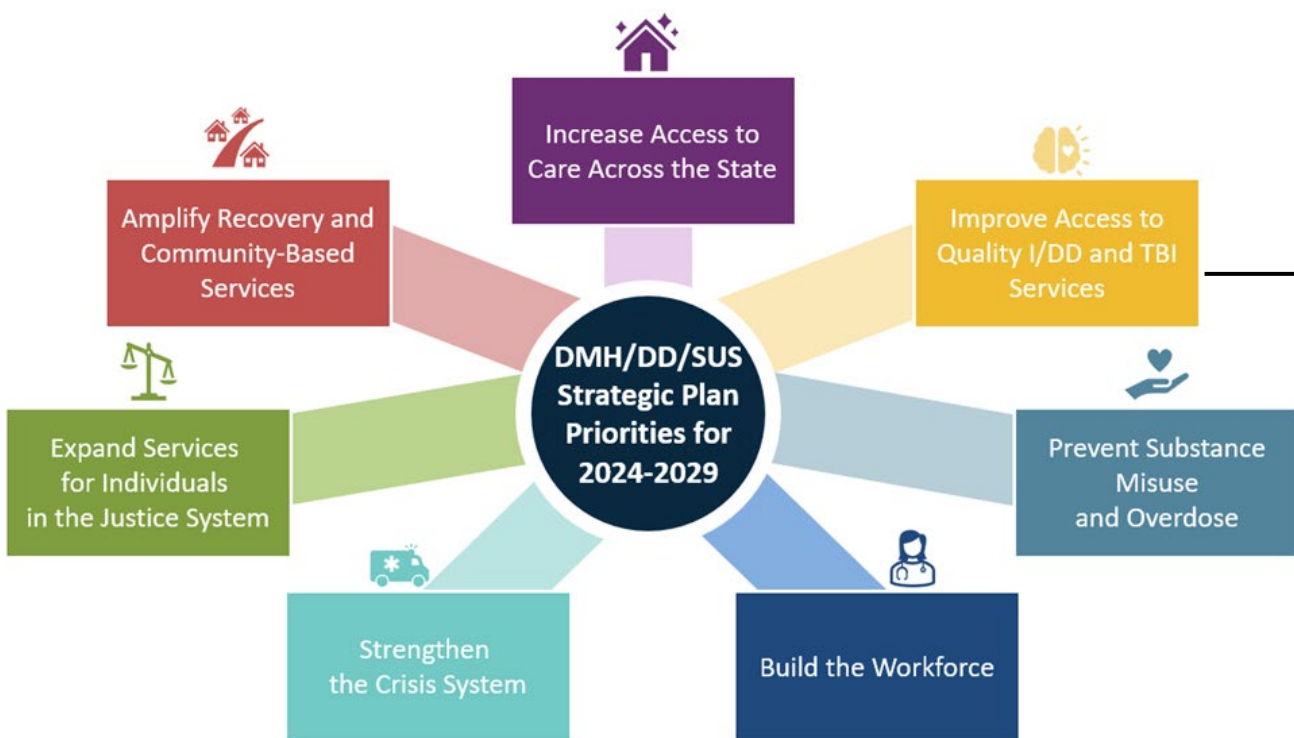 Increase Access to
Care Across the State
Improve Access to
Quality I/DD and TBI
Services
Prevent Substance
Misuse
and Overdose
Build the Workforce
Strengthen
the Crisis System
Expand Services
for Individuals
in the Justice System
Amplify Recovery and
Community-Based
Services
DMH/DD/SUS
Strategic Plan
Priorities for
2024-2029